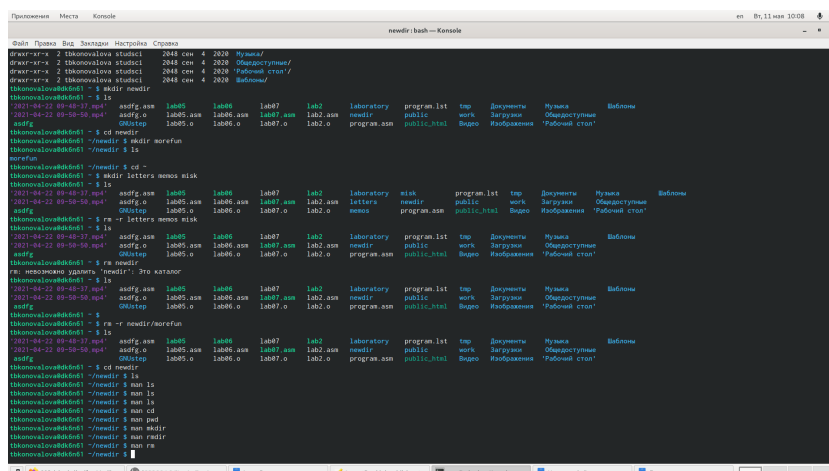 Приложения Места Konsole en Вт, 11 мая 10:08
newdir : bash — Konsole
Файл Правка Вид Закладки Настройка Справка
drwxr-xr-x 2 tbkonovalova studsci 2048 сен 4 2020 Музыка/
drwxr-xr-x 2 tbkonovalova studsci 2048 сен 4 2020 Общедоступные/
drwxr-xr-x 2 tbkonovalova studsci 2048 сен 4 2020 'Рабочий стол'/
drwxr-xr-x 2 tbkonovalova studsci 2048 сен 4 2020 Шаблоны/
tbkonovalova@dk6n61 ~ $ mkdir newdir
tbkonovalova@dk6n61 ~ $ ls
'2021-04-22 09-48-37.mp4' asdfg.asm lab05 lab06 lab07 lab2 laboratory program.lst tmp Документы Музыка Шаблоны
'2021-04-22 09-50-50.mp4' asdfg.o lab05.asm lab06.asm lab07.asm lab2.asm newdir public work Загрузки Общедоступные
asdfg GNUstep lab05.o lab06.o lab07.o lab2.o program.asm public_html Видео Изображения 'Рабочий стол'
tbkonovalova@dk6n61 ~ $ cd newdir
tbkonovalova@dk6n61 ~/newdir $ mkdir morefun
tbkonovalova@dk6n61 ~/newdir $ ls
morefun
tbkonovalova@dk6n61 ~/newdir $ cd ~
tbkonovalova@dk6n61 ~ $ mkdir letters memos misk
tbkonovalova@dk6n61 ~ $ ls
'2021-04-22 09-48-37.mp4' asdfg.asm lab05 lab06 lab07 lab2 laboratory misk program.lst tmp Документы Музыка Шаблоны
'2021-04-22 09-50-50.mp4' asdfg.o lab05.asm lab06.asm lab07.asm lab2.asm letters newdir public work Загрузки Общедоступные
asdfg GNUstep lab05.o lab06.o lab07.o lab2.o memos program.asm public_html Видео Изображения 'Рабочий стол'
tbkonovalova@dk6n61 ~ $ rm -r letters memos misk
tbkonovalova@dk6n61 ~ $ ls
'2021-04-22 09-48-37.mp4' asdfg.asm lab05 lab06 lab07 lab2 laboratory program.lst tmp Документы Музыка Шаблоны
'2021-04-22 09-50-50.mp4' asdfg.o lab05.asm lab06.asm lab07.asm lab2.asm newdir public work Загрузки Общедоступные
asdfg GNUstep lab05.o lab06.o lab07.o lab2.o program.asm public_html Видео Изображения 'Рабочий стол'
tbkonovalova@dk6n61 ~ $ rm newdir
rm: невозможно удалить 'newdir': Это каталог
tbkonovalova@dk6n61 ~ $ ls
'2021-04-22 09-48-37.mp4' asdfg.asm lab05 lab06 lab07 lab2 laboratory program.lst tmp Документы Музыка Шаблоны
'2021-04-22 09-50-50.mp4' asdfg.o lab05.asm lab06.asm lab07.asm lab2.asm newdir public work Загрузки Общедоступные
asdfg GNUstep lab05.o lab06.o lab07.o lab2.o program.asm public_html Видео Изображения 'Рабочий стол'
tbkonovalova@dk6n61 ~ $
tbkonovalova@dk6n61 ~ $ rm -r newdir/morefun
tbkonovalova@dk6n61 ~ $ ls
'2021-04-22 09-48-37.mp4' asdfg.asm lab05 lab06 lab07 lab2 laboratory program.lst tmp Документы Музыка Шаблоны
'2021-04-22 09-50-50.mp4' asdfg.o lab05.asm lab06.asm lab07.asm lab2.asm newdir public work Загрузки Общедоступные
asdfg GNUstep lab05.o lab06.o lab07.o lab2.o program.asm public_html Видео Изображения 'Рабочий стол'
tbkonovalova@dk6n61 ~ $ cd newdir
tbkonovalova@dk6n61 ~/newdir $ ls
tbkonovalova@dk6n61 ~/newdir $ man ls
tbkonovalova@dk6n61 ~/newdir $ man ls
tbkonovalova@dk6n61 ~/newdir $ man ls
tbkonovalova@dk6n61 ~/newdir $ man cd
tbkonovalova@dk6n61 ~/newdir $ man pwd
tbkonovalova@dk6n61 ~/newdir $ man mkdir
tbkonovalova@dk6n61 ~/newdir $ man rmdir
tbkonovalova@dk6n61 ~/newdir $ man rm
tbkonovalova@dk6n61 ~/newdir $